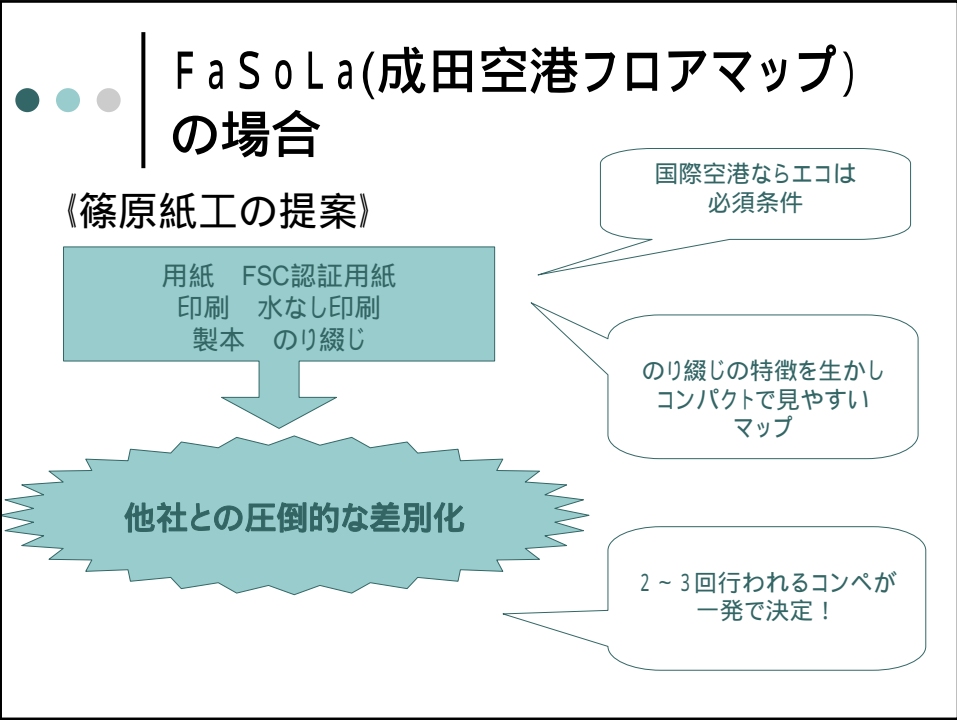 FaSoLa(成田空港フロアマップ)
の場合
《篠原紙工の提案》
用紙　FSC認証用紙
印刷　水なし印刷
製本　のり綴じ
他社との圧倒的な差別化
国際空港ならエコは
必須条件
のり綴じの特徴を生かし
コンパクトで見やすい
マップ
2～3回行われるコンペが
一発で決定！